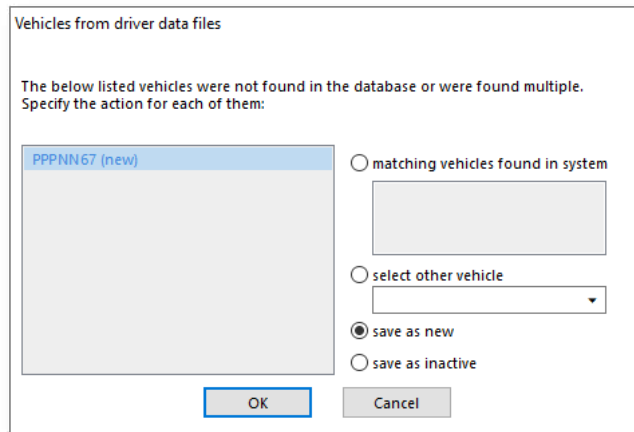 Vehicles from driver data files
The below listed vehicles were not found in the database or were found multiple.
Specify the action for each of them:
PPPNN67 (new)
matching vehicles found in system
select other vehicle
save as new
save as inactive
OK
Cancel